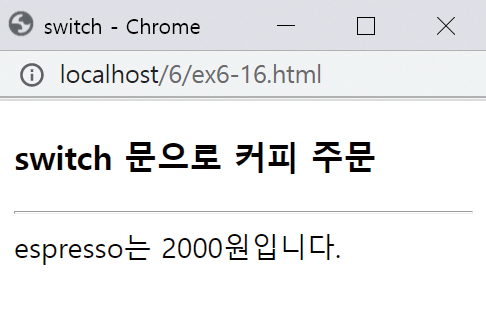 switch - Chrome
localhost/6/ex6-16.html
switch 문으로 커피 주문
espresso는 2000원입니다.